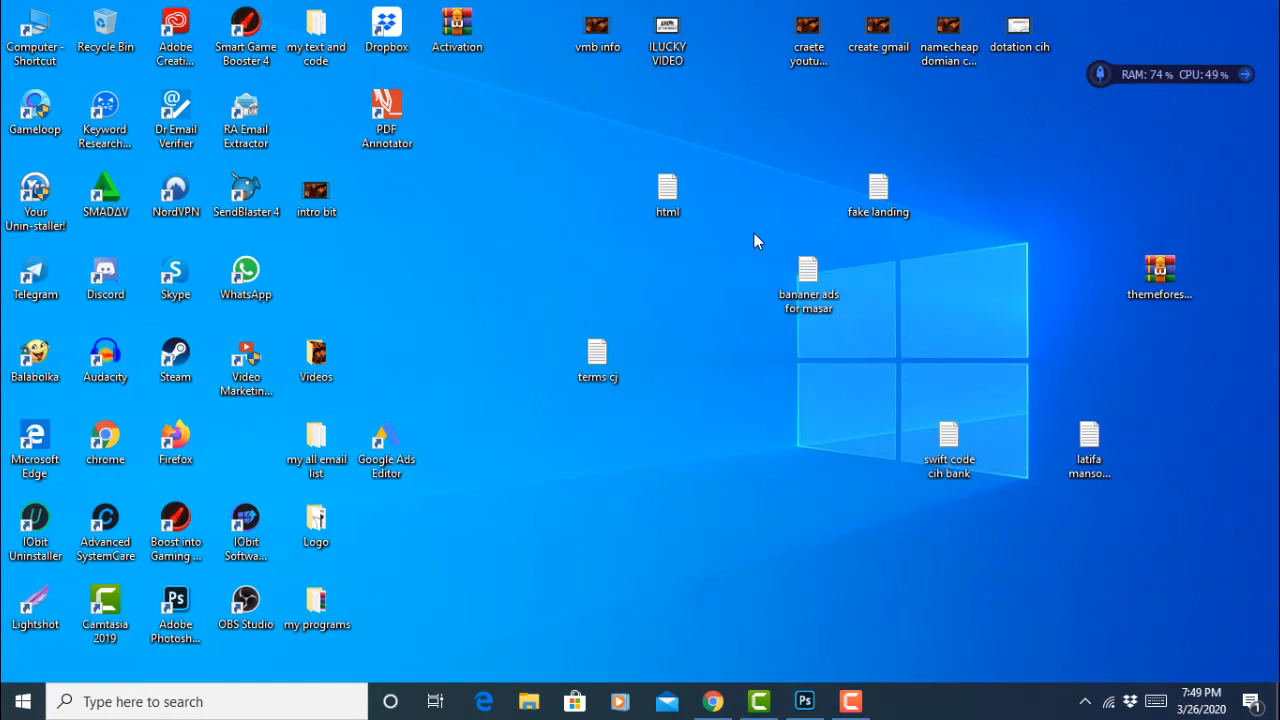 Computer -
Shortcut
Recycle Bin
Adobe
Creati...
Smart Game
Booster 4
my text and
code
Dropbox
Activation
vmb info
ILUCKY
VIDEO
craete
youtu...
create gmail
namecheap
domian c...
dotation cih
RAM: 74 % CPU: 49 %
Gameloop
Keyword
Research...
Dr Email
Verifier
RA Email
Extractor
PDF
Annotator
Your
Unin-staller!
SMADΔV
NordVPN
SendBlaster 4
intro bit
html
fake landing
Telegram
Discord
Skype
WhatsApp
bananer ads
for masar
themefores...
Balabolka
Audacity
Steam
Video
Marketin...
Videos
terms cj
Microsoft
Edge
chrome
Firefox
my all email
list
Google Ads
Editor
swift code
cih bank
latifa
manso...
IObit
Uninstaller
Advanced
SystemCare
Boost into
Gaming ...
IObit
Softwa...
Logo
Lightshot
Camtasia
2019
Ps
Adobe
Photosh...
OBS Studio
my programs
Type here to search
Ps
7:49 PM
3/26/2020
1